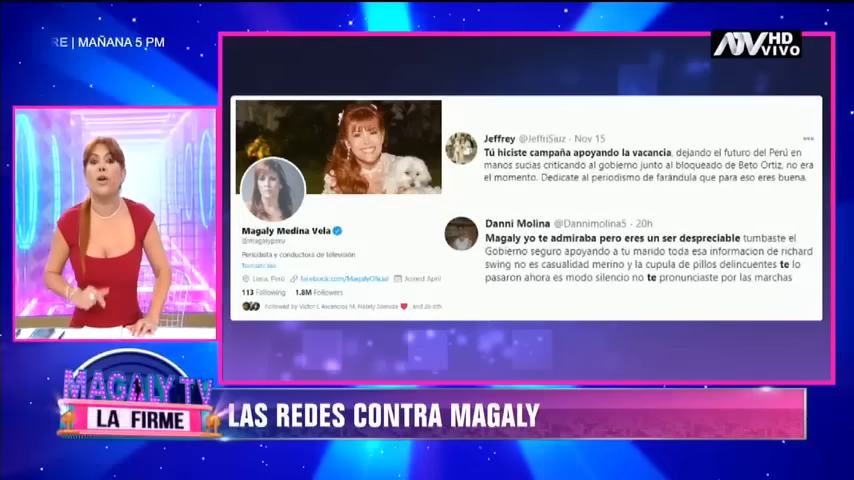 RE | MAÑANA 5 PM
ATV HD
VIVO
Magaly Medina Vela
@magalyperu
Periodista y conductora de televisión
Lima, Perú facebook.com/MagalyOficial Joined April
113 Following 1.8M Followers
Followed by
Jeffrey @JeffriSiuz · Nov 15
Tú hiciste campaña apoyando la vacancia, dejando el futuro del Perú en
manos sucias criticando al gobierno junto al bloqueado de Beto Ortiz, no era
el momento. Dedicate al periodismo de farándula que para eso eres buena.
Danni Molina @Dannimolina5 · 20h
Magaly yo te admiraba pero eres un ser despreciable tumbaste el
Gobierno seguro apoyando a tu marido toda esa informacion de richard
swing no es casualidad merino y la cupula de pillos delincuentes te lo
pasaron ahora es modo silencio no te pronunciaste por las marchas
MAGALY TV
LA FIRME
LAS REDES CONTRA MAGALY